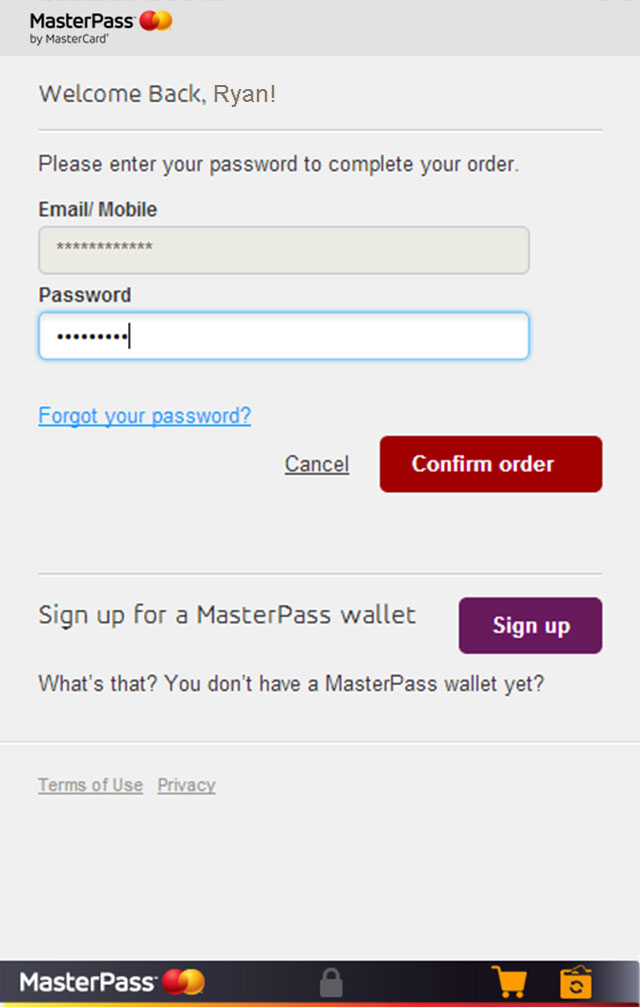 MasterPass™
by MasterCard®
Welcome Back, Ryan!
Please enter your password to complete your order.
Email/ Mobile
************
Password
•••••••••
Forgot your password?
Cancel Confirm order
Sign up for a MasterPass wallet Sign up
What's that? You don't have a MasterPass wallet yet?
Terms of Use Privacy
MasterPass™